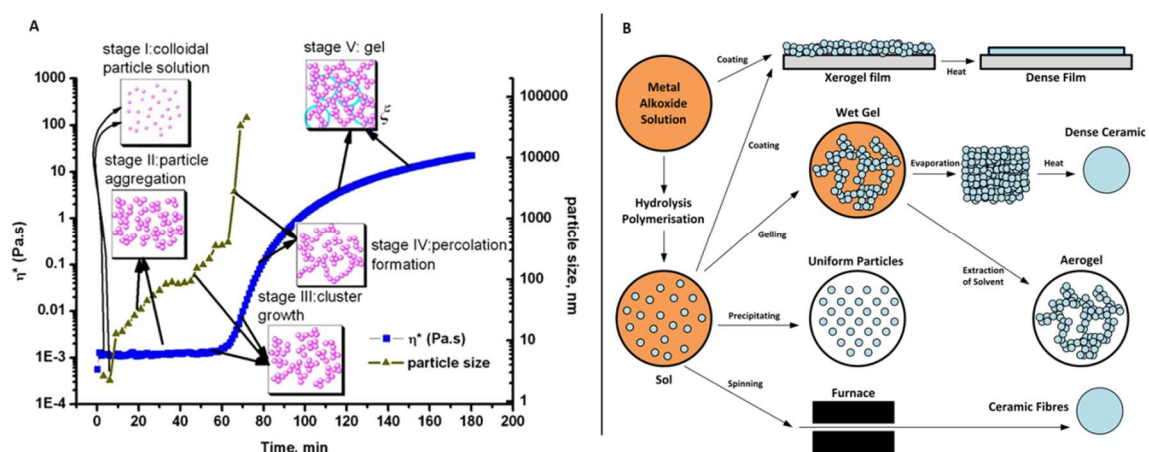 A
stage I:colloidal
particle solution
stage II:particle
aggregation
stage V: gel
ξ
stage IV:percolation
formation
stage III:cluster
growth
η* (Pa.s)
particle size
η* (Pa.s)
1000
100
10
1
0.1
0.01
1E-3
1E-4
particle size, nm
100000
10000
1000
100
10
1
0 20 40 60 80 100 120 140 160 180 200
Time, min
B
Metal
Alkoxide
Solution
Coating
Xerogel film
Heat
Dense Film
Hydrolysis
Polymerisation
Coating
Wet Gel
Evaporation
Heat
Dense Ceramic
Gelling
Extraction
of Solvent
Aerogel
Uniform Particles
Precipitating
Sol
Spinning
Furnace
Ceramic Fibres